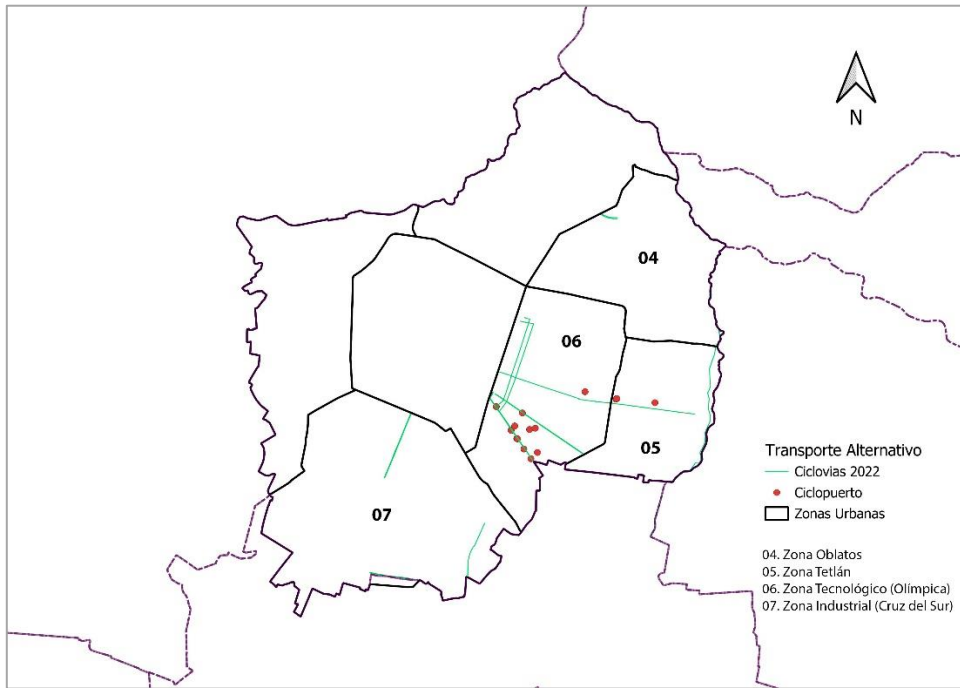 N
04
06
05
07
Transporte Alternativo
Ciclovias 2022
Ciclopuerto
Zonas Urbanas
04. Zona Oblatos
05. Zona Tetlán
06. Zona Tecnológico (Olímpica)
07. Zona Industrial (Cruz del Sur)